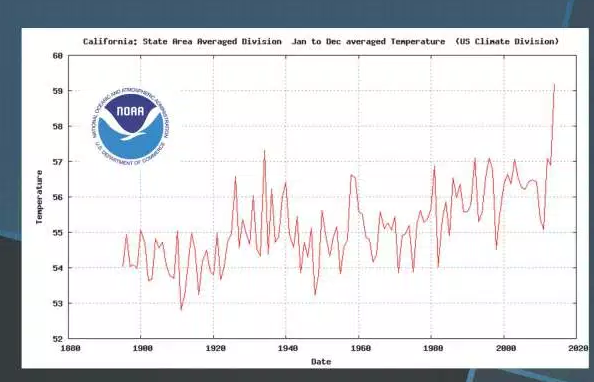 California: State Area Averaged Division Jan to Dec averaged Temperature (US Climate Division)
60
59
58
57
56
55
54
53
52
Temperature
NATIONAL OCEANIC AND ATMOSPHERIC ADMINISTRATION
NOAA
U.S. DEPARTMENT OF COMMERCE
1880 1900 1920 1940 1960 1980 2000 2020
Date